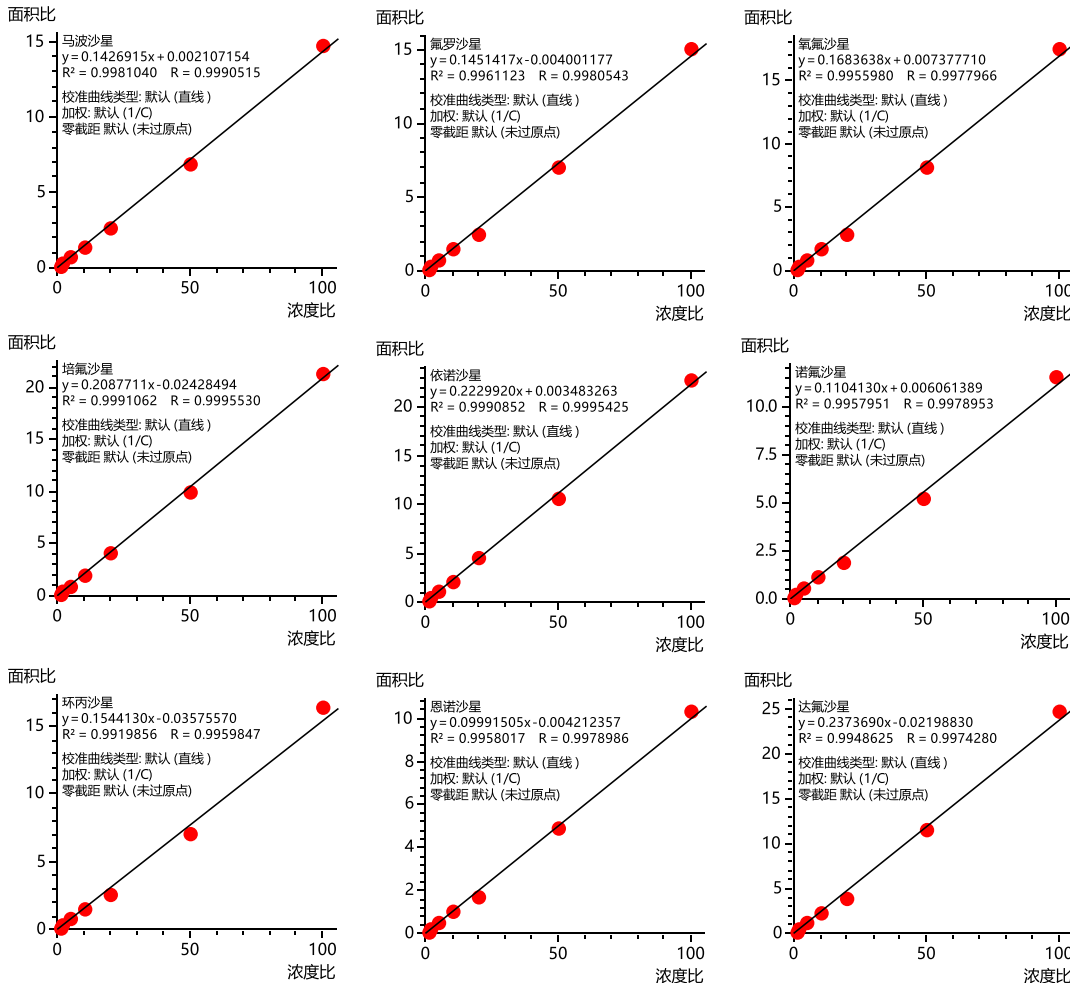 面积比
马波沙星
y=0.1426915x+0.002107154
R²=0.9981040 R=0.9990515
校准曲线类型: 默认 (直线 )
加权: 默认 (1/C)
零截距 默认 (未过原点)
15
10
5
0
0 50 100
浓度比
面积比
氟罗沙星
y=0.1451417x-0.004001177
R²=0.9961123 R=0.9980543
校准曲线类型: 默认 (直线 )
加权: 默认 (1/C)
零截距 默认 (未过原点)
15
10
5
0
0 50 100
浓度比
面积比
氧氟沙星
y=0.1683638x+0.007377710
R²=0.9955980 R=0.9977966
校准曲线类型: 默认 (直线 )
加权: 默认 (1/C)
零截距 默认 (未过原点)
15
10
5
0
0 50 100
浓度比
面积比
培氟沙星
y=0.2087711x-0.02428494
R²=0.9991062 R=0.9995530
校准曲线类型: 默认 (直线 )
加权: 默认 (1/C)
零截距 默认 (未过原点)
20
15
10
5
0
0 50 100
浓度比
面积比
依诺沙星
y=0.2229920x+0.003483263
R²=0.9990852 R=0.9995425
校准曲线类型: 默认 (直线 )
加权: 默认 (1/C)
零截距 默认 (未过原点)
20
15
10
5
0
0 50 100
浓度比
面积比
诺氟沙星
y=0.1104130x+0.006061389
R²=0.9957951 R=0.9978953
校准曲线类型: 默认 (直线 )
加权: 默认 (1/C)
零截距 默认 (未过原点)
10.0
7.5
5.0
2.5
0.0
0 50 100
浓度比
面积比
环丙沙星
y=0.1544130x-0.03575570
R²=0.9919856 R=0.9959847
校准曲线类型: 默认 (直线 )
加权: 默认 (1/C)
零截距 默认 (未过原点)
15
10
5
0
0 50 100
浓度比
面积比
恩诺沙星
y=0.09991505x-0.004212357
R²=0.9958017 R=0.9978986
校准曲线类型: 默认 (直线 )
加权: 默认 (1/C)
零截距 默认 (未过原点)
10
8
6
4
2
0
0 50 100
浓度比
面积比
达氟沙星
y=0.2373690x-0.02198830
R²=0.9948625 R=0.9974280
校准曲线类型: 默认 (直线 )
加权: 默认 (1/C)
零截距 默认 (未过原点)
25
20
15
10
5
0
0 50 100
浓度比